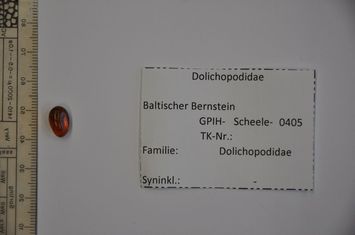 Dolichopodidae
Baltischer Bernstein
GPIH- Scheele- 0405
TK-Nr.:
Familie: Dolichopodidae
Syninkl.: -